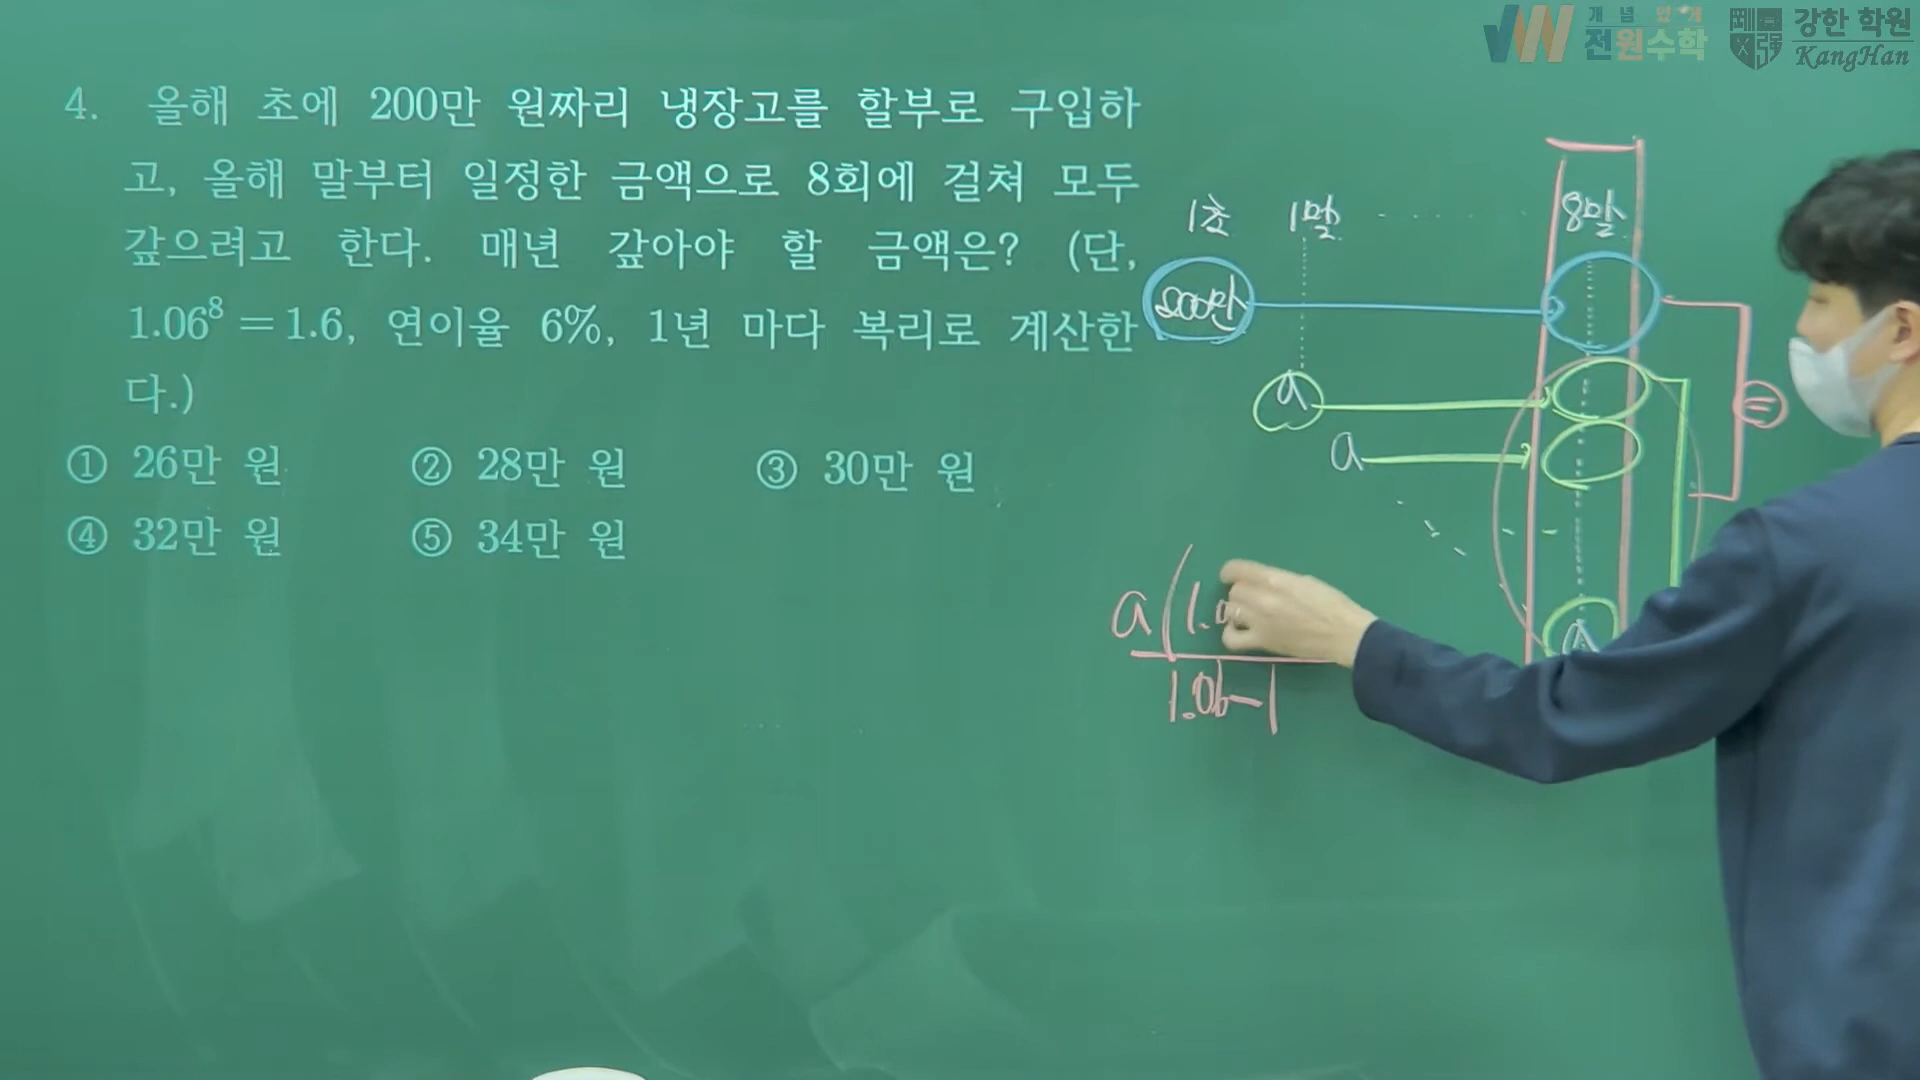 개념 안개
전원수학
강한 학원
KangHan
4. 올해 초에 200만 원짜리 냉장고를 할부로 구입하
고, 올해 말부터 일정한 금액으로 8회에 걸쳐 모두
갚으려고 한다. 매년 갚아야 할 금액은? (단,
1.06⁸ = 1.6, 연이율 6%, 1년 마다 복리로 계산한
다.)
① 26만 원 ② 28만 원 ③ 30만 원
④ 32만 원 ⑤ 34만 원
1초 1말 8말
200만
a
a
=
a
a(1.0
1.06-1